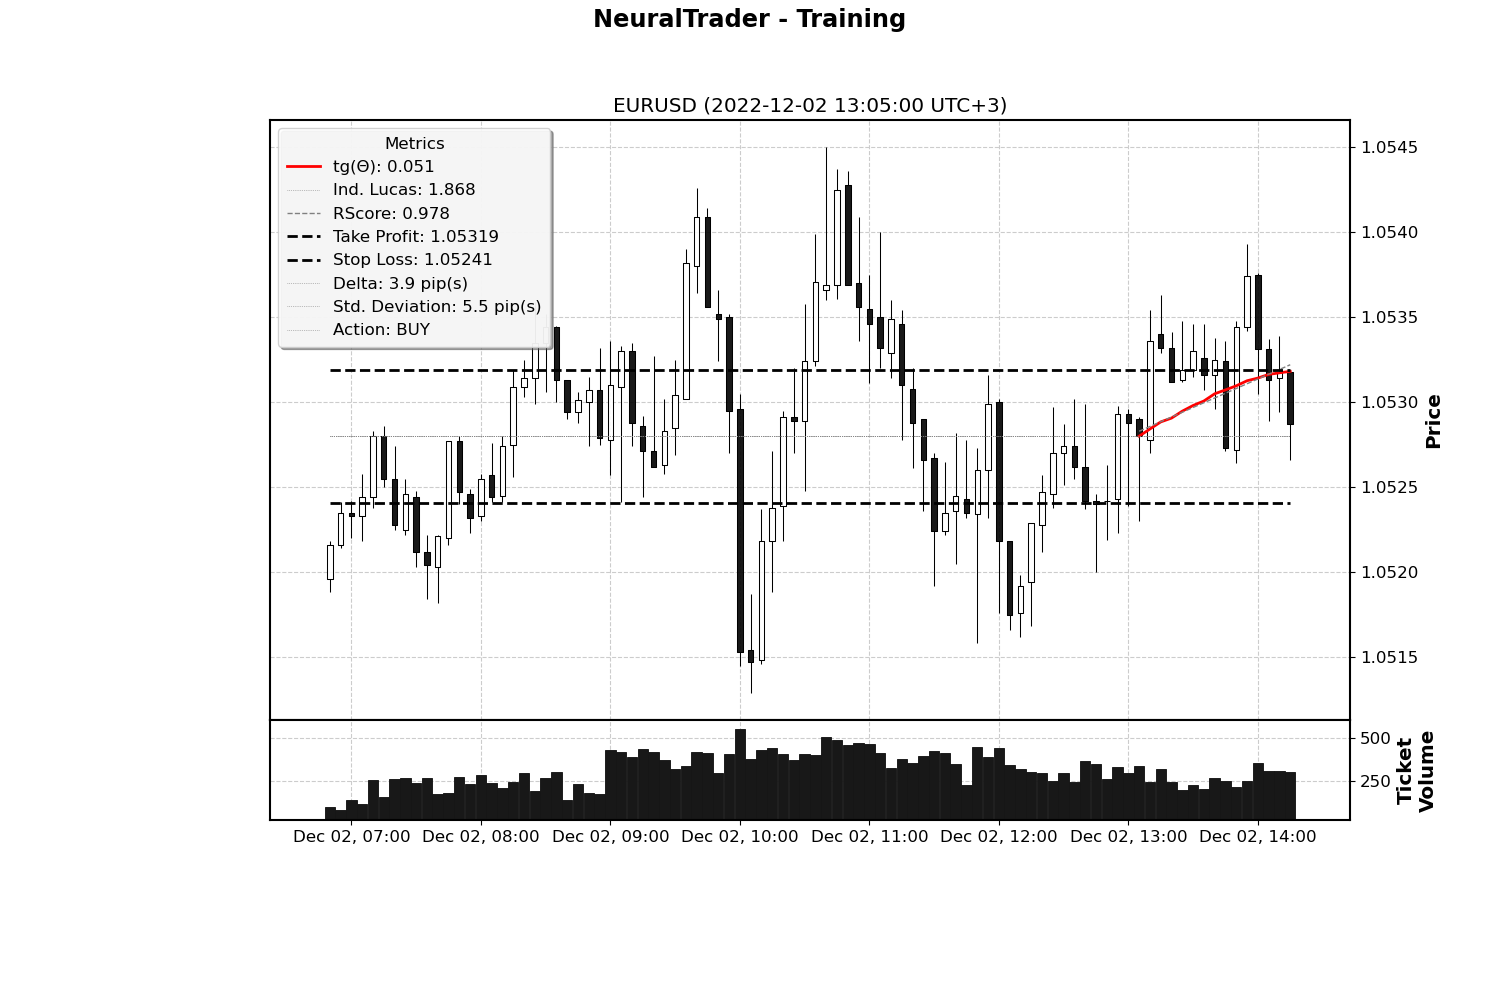 NeuralTrader - Training
EURUSD (2022-12-02 13:05:00 UTC+3)
Metrics
tg(Θ): 0.051
Ind. Lucas: 1.868
RScore: 0.978
Take Profit: 1.05319
Stop Loss: 1.05241
Delta: 3.9 pip(s)
Std. Deviation: 5.5 pip(s)
Action: BUY
1.0545
1.0540
1.0535
1.0530
1.0525
1.0520
1.0515
Price
500
250
Ticket
Volume
Dec 02, 07:00 Dec 02, 08:00 Dec 02, 09:00 Dec 02, 10:00 Dec 02, 11:00 Dec 02, 12:00 Dec 02, 13:00 Dec 02, 14:00